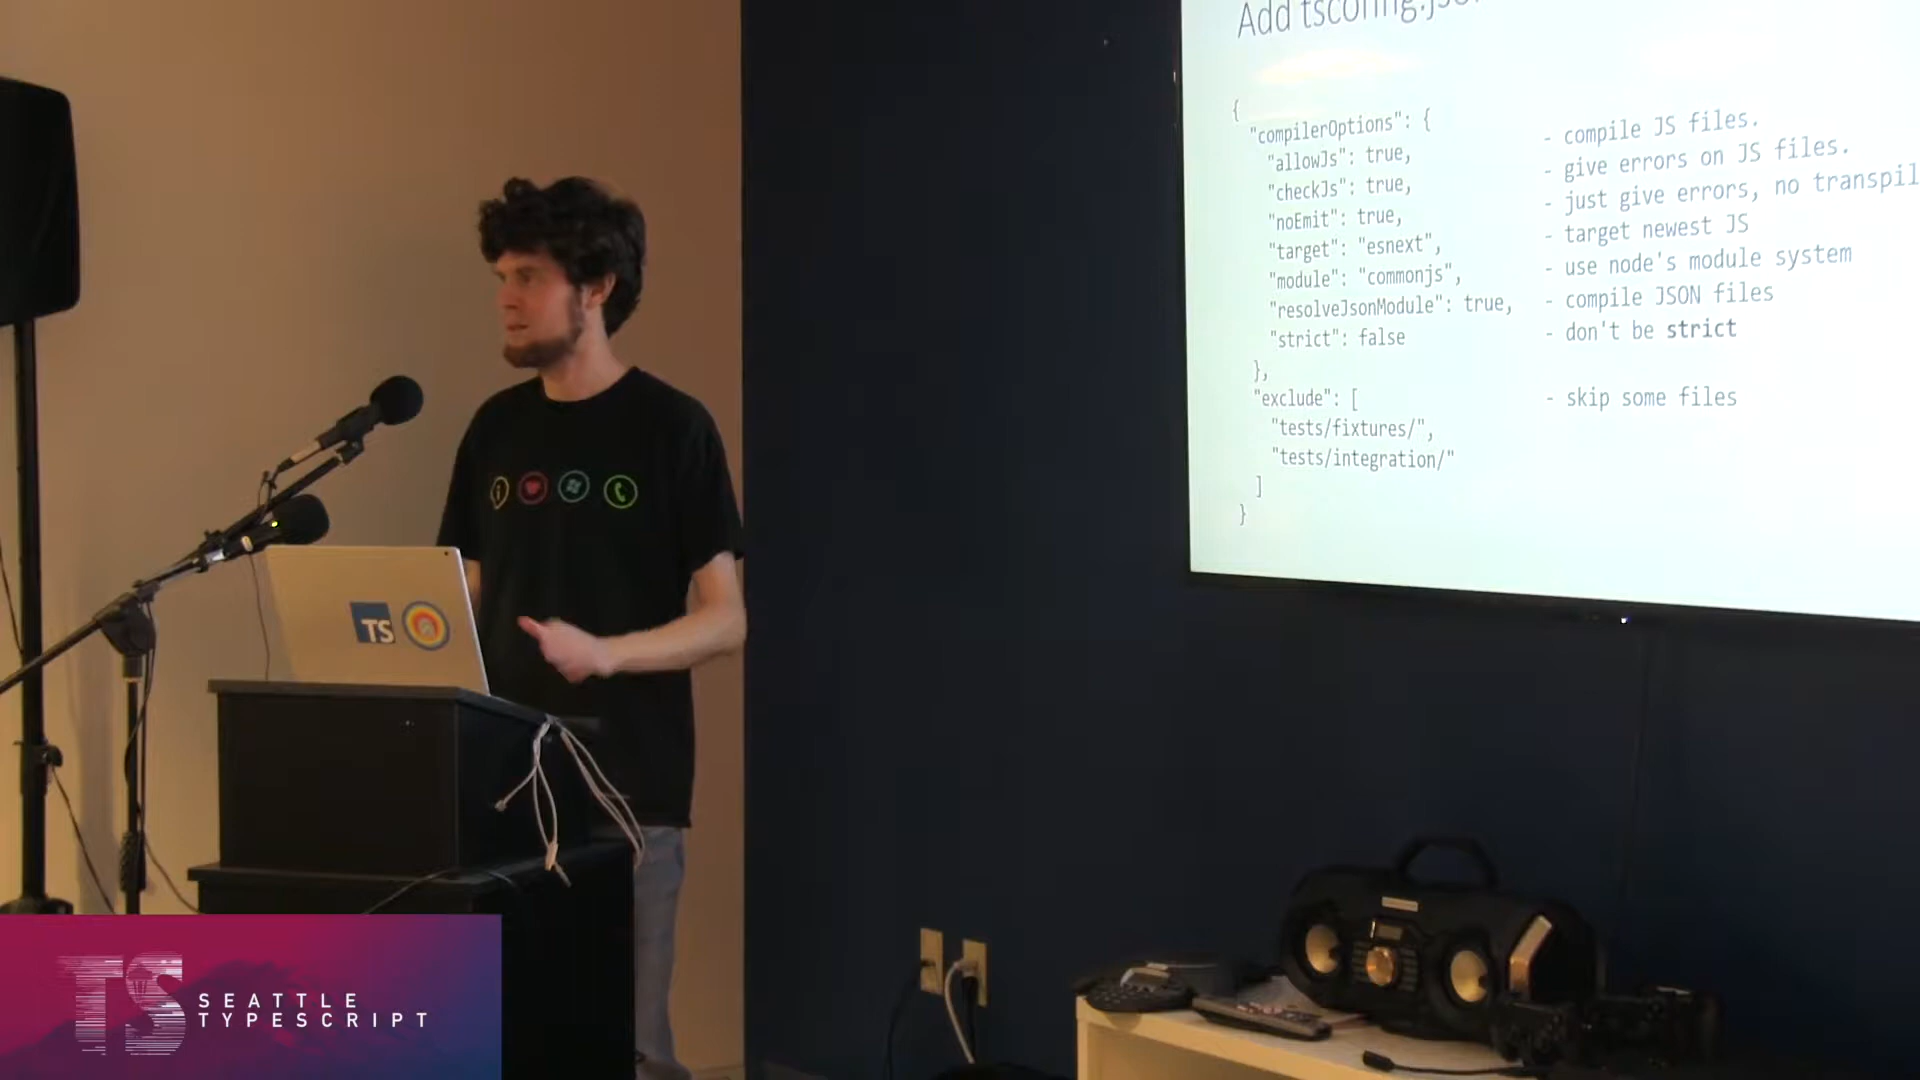 Add tsconfig.json
{
"compilerOptions": {
"allowJs": true, - compile JS files.
"checkJs": true, - give errors on JS files.
"noEmit": true, - just give errors, no transpil
"target": "esnext", - target newest JS
"module": "commonjs", - use node's module system
"resolveJsonModule": true, - compile JSON files
"strict": false - don't be strict
},
"exclude": [ - skip some files
"tests/fixtures/",
"tests/integration/"
]
}
TS
TS
SEATTLE
TYPESCRIPT